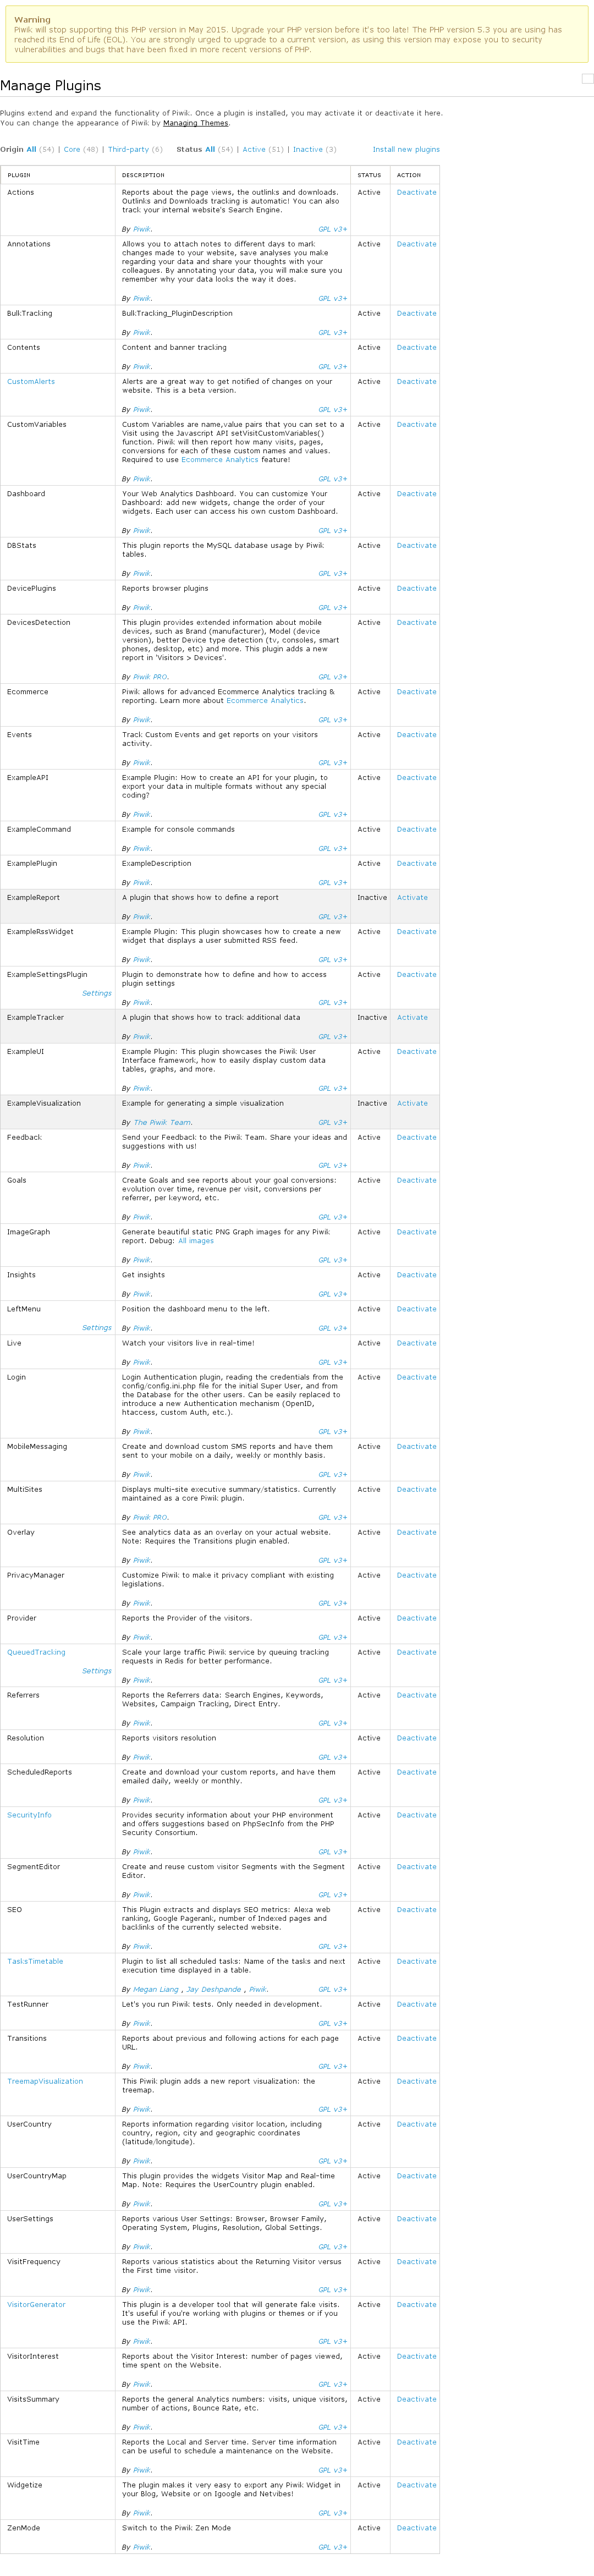 Warning
Piwik will stop supporting this PHP version in May 2015. Upgrade your PHP version before it's too late! The PHP version 5.3 you are using has
reached its End of Life (EOL). You are strongly urged to upgrade to a current version, as using this version may expose you to security
vulnerabilities and bugs that have been fixed in more recent versions of PHP.
Manage Plugins
Plugins extend and expand the functionality of Piwik. Once a plugin is installed, you may activate it or deactivate it here.
You can change the appearance of Piwik by Managing Themes.
Origin All (54) | Core (48) | Third-party (6) Status All (54) | Active (51) | Inactive (3) Install new plugins
PLUGIN DESCRIPTION STATUS ACTION
Actions Reports about the page views, the outlinks and downloads. Active Deactivate
Outlinks and Downloads tracking is automatic! You can also
track your internal website's Search Engine.
By Piwik. GPL v3+
Annotations Allows you to attach notes to different days to mark Active Deactivate
changes made to your website, save analyses you make
regarding your data and share your thoughts with your
colleagues. By annotating your data, you will make sure you
remember why your data looks the way it does.
By Piwik. GPL v3+
BulkTracking BulkTracking_PluginDescription Active Deactivate
By Piwik. GPL v3+
Contents Content and banner tracking Active Deactivate
By Piwik. GPL v3+
CustomAlerts Alerts are a great way to get notified of changes on your Active Deactivate
website. This is a beta version.
By Piwik. GPL v3+
CustomVariables Custom Variables are name,value pairs that you can set to a Active Deactivate
Visit using the Javascript API setVisitCustomVariables()
function. Piwik will then report how many visits, pages,
conversions for each of these custom names and values.
Required to use Ecommerce Analytics feature!
By Piwik. GPL v3+
Dashboard Your Web Analytics Dashboard. You can customize Your Active Deactivate
Dashboard: add new widgets, change the order of your
widgets. Each user can access his own custom Dashboard.
By Piwik. GPL v3+
DBStats This plugin reports the MySQL database usage by Piwik Active Deactivate
tables.
By Piwik. GPL v3+
DevicePlugins Reports browser plugins Active Deactivate
By Piwik. GPL v3+
DevicesDetection This plugin provides extended information about mobile Active Deactivate
devices, such as Brand (manufacturer), Model (device
version), better Device type detection (tv, consoles, smart
phones, desktop, etc) and more. This plugin adds a new
report in 'Visitors > Devices'.
By Piwik PRO. GPL v3+
Ecommerce Piwik allows for advanced Ecommerce Analytics tracking & Active Deactivate
reporting. Learn more about Ecommerce Analytics.
By Piwik. GPL v3+
Events Track Custom Events and get reports on your visitors Active Deactivate
activity.
By Piwik. GPL v3+
ExampleAPI Example Plugin: How to create an API for your plugin, to Active Deactivate
export your data in multiple formats without any special
coding?
By Piwik. GPL v3+
ExampleCommand Example for console commands Active Deactivate
By Piwik. GPL v3+
ExamplePlugin ExampleDescription Active Deactivate
By Piwik. GPL v3+
ExampleReport A plugin that shows how to define a report Inactive Activate
By Piwik. GPL v3+
ExampleRssWidget Example Plugin: This plugin showcases how to create a new Active Deactivate
widget that displays a user submitted RSS feed.
By Piwik. GPL v3+
ExampleSettingsPlugin Plugin to demonstrate how to define and how to access Active Deactivate
plugin settings
Settings
By Piwik. GPL v3+
ExampleTracker A plugin that shows how to track additional data Inactive Activate
By Piwik. GPL v3+
ExampleUI Example Plugin: This plugin showcases the Piwik User Active Deactivate
Interface framework, how to easily display custom data
tables, graphs, and more.
By Piwik. GPL v3+
ExampleVisualization Example for generating a simple visualization Inactive Activate
By The Piwik Team. GPL v3+
Feedback Send your Feedback to the Piwik Team. Share your ideas and Active Deactivate
suggestions with us!
By Piwik. GPL v3+
Goals Create Goals and see reports about your goal conversions: Active Deactivate
evolution over time, revenue per visit, conversions per
referrer, per keyword, etc.
By Piwik. GPL v3+
ImageGraph Generate beautiful static PNG Graph images for any Piwik Active Deactivate
report. Debug: All images
By Piwik. GPL v3+
Insights Get insights Active Deactivate
By Piwik. GPL v3+
LeftMenu Position the dashboard menu to the left. Active Deactivate
Settings By Piwik. GPL v3+
Live Watch your visitors live in real-time! Active Deactivate
By Piwik. GPL v3+
Login Login Authentication plugin, reading the credentials from the Active Deactivate
config/config.ini.php file for the initial Super User, and from
the Database for the other users. Can be easily replaced to
introduce a new Authentication mechanism (OpenID,
htaccess, custom Auth, etc.).
By Piwik. GPL v3+
MobileMessaging Create and download custom SMS reports and have them Active Deactivate
sent to your mobile on a daily, weekly or monthly basis.
By Piwik. GPL v3+
MultiSites Displays multi-site executive summary/statistics. Currently Active Deactivate
maintained as a core Piwik plugin.
By Piwik PRO. GPL v3+
Overlay See analytics data as an overlay on your actual website. Active Deactivate
Note: Requires the Transitions plugin enabled.
By Piwik. GPL v3+
PrivacyManager Customize Piwik to make it privacy compliant with existing Active Deactivate
legislations.
By Piwik. GPL v3+
Provider Reports the Provider of the visitors. Active Deactivate
By Piwik. GPL v3+
QueuedTracking Scale your large traffic Piwik service by queuing tracking Active Deactivate
requests in Redis for better performance.
Settings
By Piwik. GPL v3+
Referrers Reports the Referrers data: Search Engines, Keywords, Active Deactivate
Websites, Campaign Tracking, Direct Entry.
By Piwik. GPL v3+
Resolution Reports visitors resolution Active Deactivate
By Piwik. GPL v3+
ScheduledReports Create and download your custom reports, and have them Active Deactivate
emailed daily, weekly or monthly.
By Piwik. GPL v3+
SecurityInfo Provides security information about your PHP environment Active Deactivate
and offers suggestions based on PhpSecInfo from the PHP
Security Consortium.
By Piwik. GPL v3+
SegmentEditor Create and reuse custom visitor Segments with the Segment Active Deactivate
Editor.
By Piwik. GPL v3+
SEO This Plugin extracts and displays SEO metrics: Alexa web Active Deactivate
ranking, Google Pagerank, number of Indexed pages and
backlinks of the currently selected website.
By Piwik. GPL v3+
TasksTimetable Plugin to list all scheduled tasks: Name of the tasks and next Active Deactivate
execution time displayed in a table.
By Megan Liang , Jay Deshpande , Piwik. GPL v3+
TestRunner Let's you run Piwik tests. Only needed in development. Active Deactivate
By Piwik. GPL v3+
Transitions Reports about previous and following actions for each page Active Deactivate
URL.
By Piwik. GPL v3+
TreemapVisualization This Piwik plugin adds a new report visualization: the Active Deactivate
treemap.
By Piwik. GPL v3+
UserCountry Reports information regarding visitor location, including Active Deactivate
country, region, city and geographic coordinates
(latitude/longitude).
By Piwik. GPL v3+
UserCountryMap This plugin provides the widgets Visitor Map and Real-time Active Deactivate
Map. Note: Requires the UserCountry plugin enabled.
By Piwik. GPL v3+
UserSettings Reports various User Settings: Browser, Browser Family, Active Deactivate
Operating System, Plugins, Resolution, Global Settings.
By Piwik. GPL v3+
VisitFrequency Reports various statistics about the Returning Visitor versus Active Deactivate
the First time visitor.
By Piwik. GPL v3+
VisitorGenerator This plugin is a developer tool that will generate fake visits. Active Deactivate
It's useful if you're working with plugins or themes or if you
use the Piwik API.
By Piwik. GPL v3+
VisitorInterest Reports about the Visitor Interest: number of pages viewed, Active Deactivate
time spent on the Website.
By Piwik. GPL v3+
VisitsSummary Reports the general Analytics numbers: visits, unique visitors, Active Deactivate
number of actions, Bounce Rate, etc.
By Piwik. GPL v3+
VisitTime Reports the Local and Server time. Server time information Active Deactivate
can be useful to schedule a maintenance on the Website.
By Piwik. GPL v3+
Widgetize The plugin makes it very easy to export any Piwik Widget in Active Deactivate
your Blog, Website or on Igoogle and Netvibes!
By Piwik. GPL v3+
ZenMode Switch to the Piwik Zen Mode Active Deactivate
By Piwik. GPL v3+